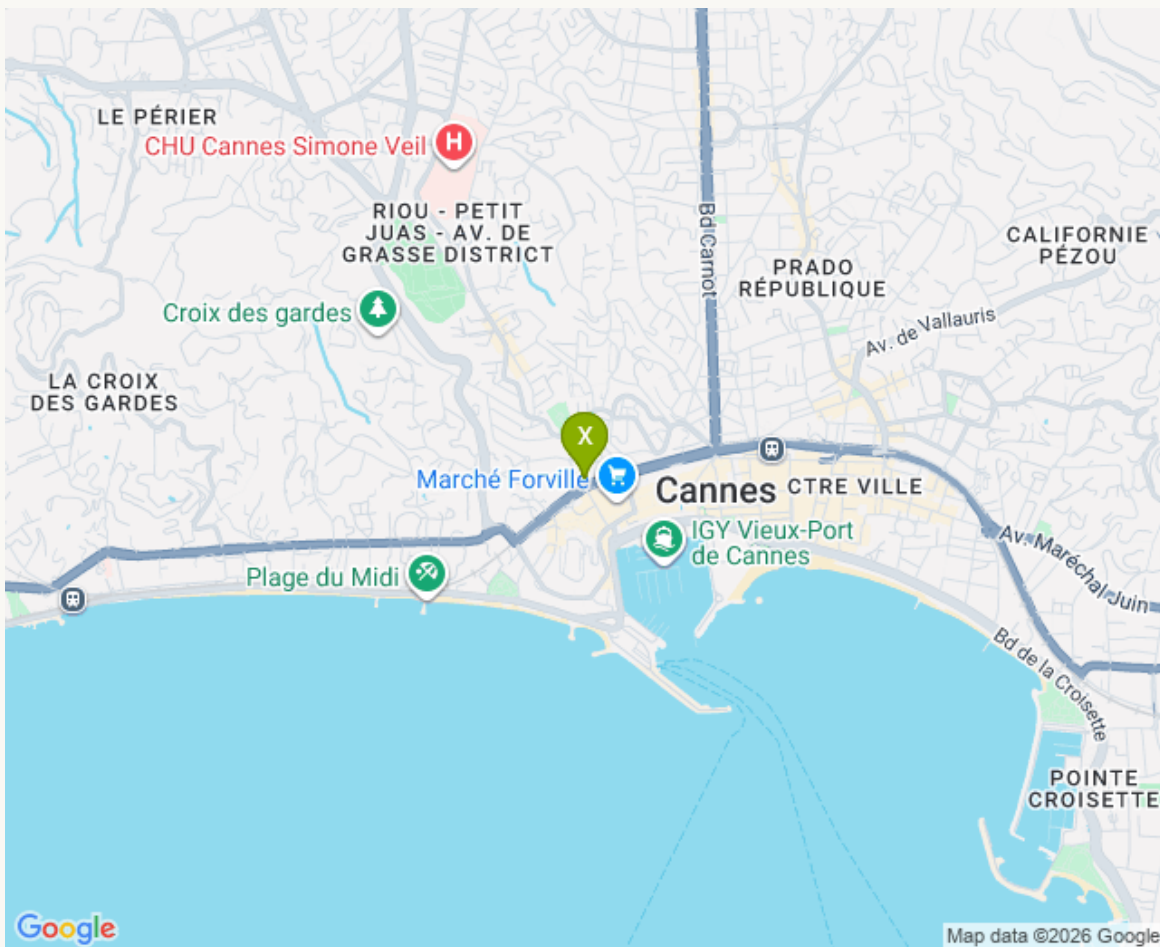 LE PÉRIER
CHU Cannes Simone Veil
H
RIOU - PETIT
JUAS - AV. DE
GRASSE DISTRICT
Bd Carnot
CALIFORNIE
PÉZOU
PRADO
RÉPUBLIQUE
Croix des gardes
Av. de Vallauris
LA CROIX
DES GARDES
X
Marché Forville
Cannes
CTRE VILLE
IGY Vieux-Port
de Cannes
Av. Maréchal Juin
Plage du Midi
Bd de la Croisette
POINTE
CROISETTE
Google
Map data ©2026 Google